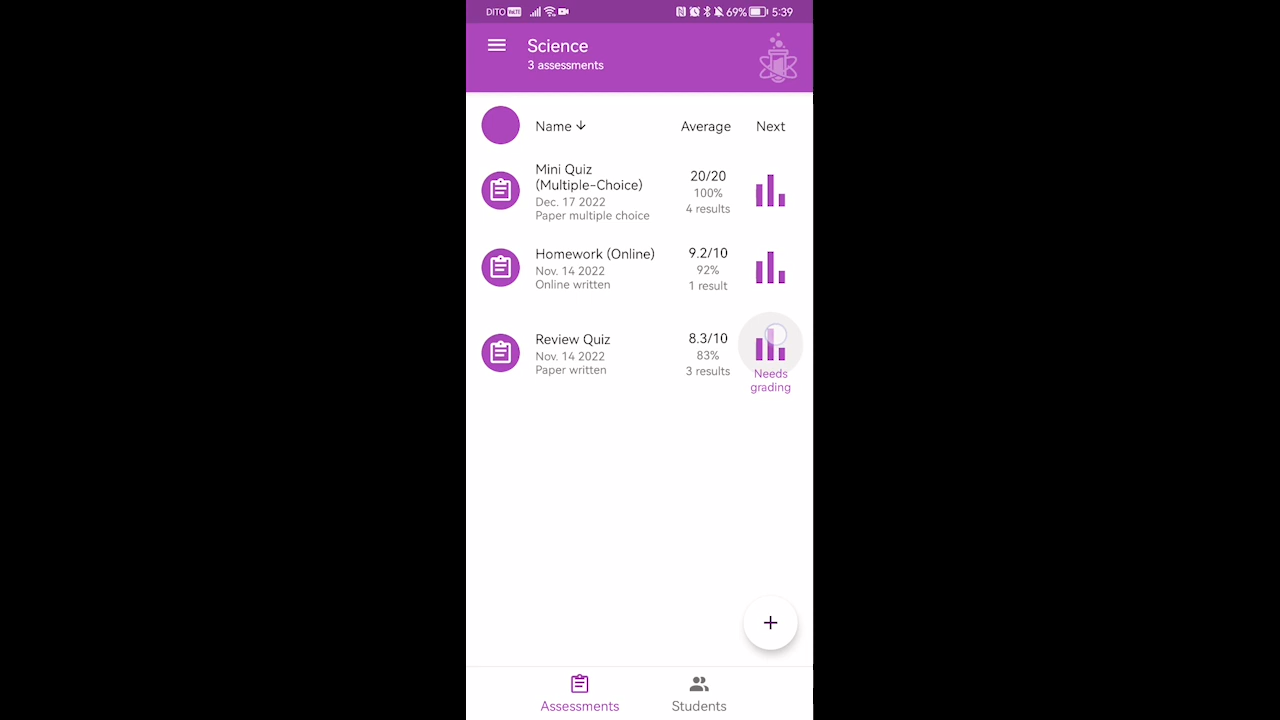 DITO VoLTE 69% 5:39
Science
3 assessments
Name Average Next
Mini Quiz
(Multiple-Choice)
Dec. 17 2022
Paper multiple choice
20/20
100%
4 results
Homework (Online)
Nov. 14 2022
Online written
9.2/10
92%
1 result
Review Quiz
Nov. 14 2022
Paper written
8.3/10
83%
3 results
Needs
grading
Assessments Students